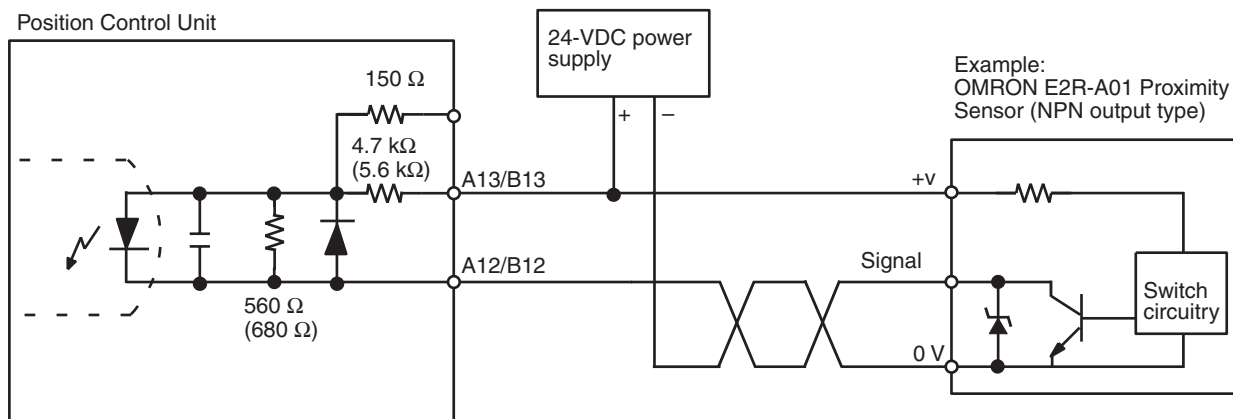 Position Control Unit
24-VDC power
supply
Example:
OMRON E2R-A01 Proximity
Sensor (NPN output type)
150 Ω
+
−
4.7 kΩ
(5.6 kΩ)
A13/B13
+v
A12/B12
Signal
Switch
circuitry
560 Ω
(680 Ω)
0 V